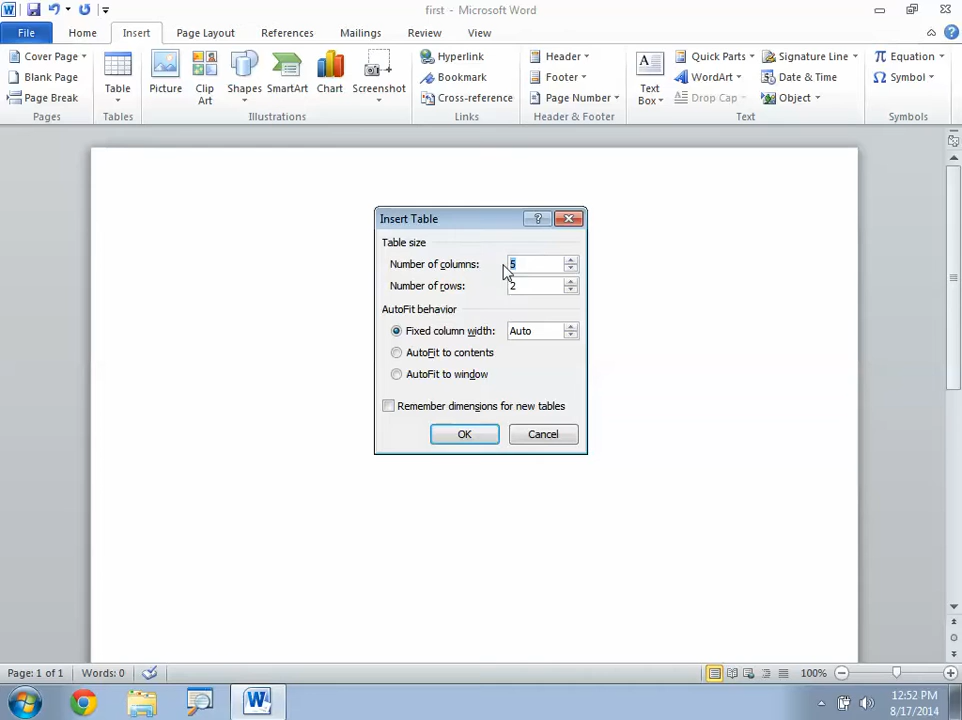 first - Microsoft Word
File Home Insert Page Layout References Mailings Review View
Cover Page
Blank Page
Page Break
Pages
Table
Tables
Picture
Clip
Art
Shapes
SmartArt
Chart
Screenshot
Illustrations
Hyperlink
Bookmark
Cross-reference
Links
Header
Footer
Page Number
Header & Footer
Text
Box
Quick Parts
WordArt
Drop Cap
Signature Line
Date & Time
Object
Text
Equation
Symbol
Symbols
Insert Table
Table size
Number of columns: 5
Number of rows: 2
AutoFit behavior
Fixed column width: Auto
AutoFit to contents
AutoFit to window
Remember dimensions for new tables
OK Cancel
Page: 1 of 1 Words: 0 100%
12:52 PM
8/17/2014